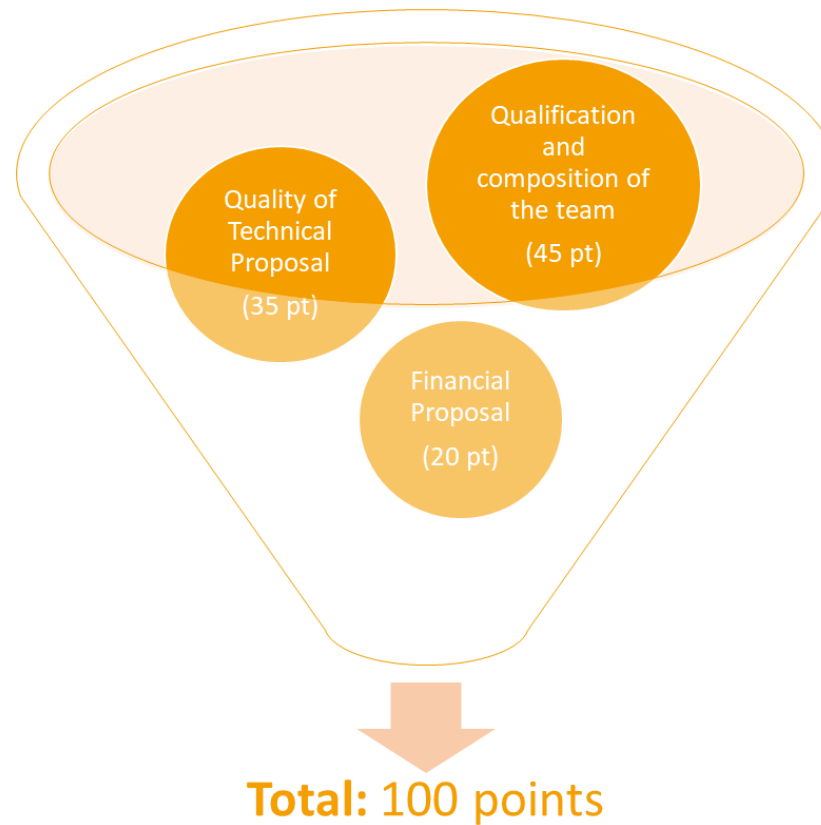 Qualification
and
composition of
the team
(45 pt)
Quality of
Technical
Proposal
(35 pt)
Financial
Proposal
(20 pt)
Total: 100 points